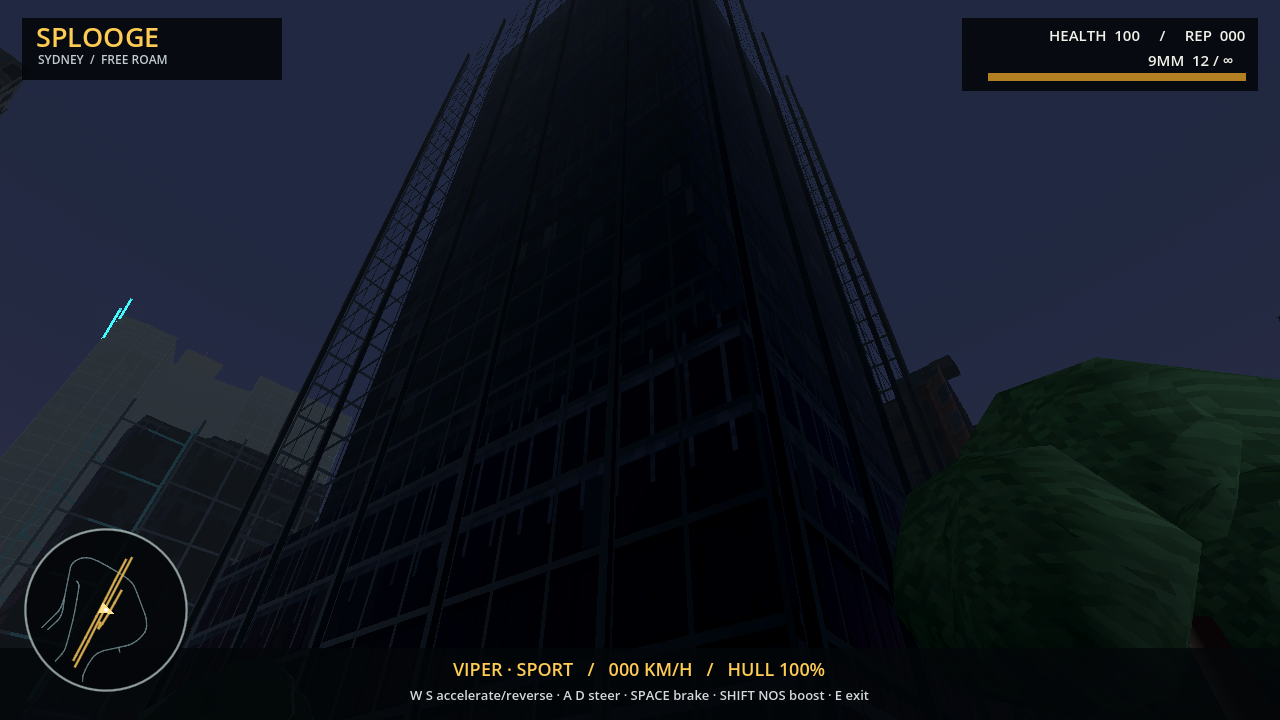 SPLOOGE
SYDNEY / FREE ROAM
HEALTH 100 / REP 000
9MM 12 / ∞
VIPER · SPORT / 000 KM/H / HULL 100%
W S accelerate/reverse · A D steer · SPACE brake · SHIFT NOS boost · E exit